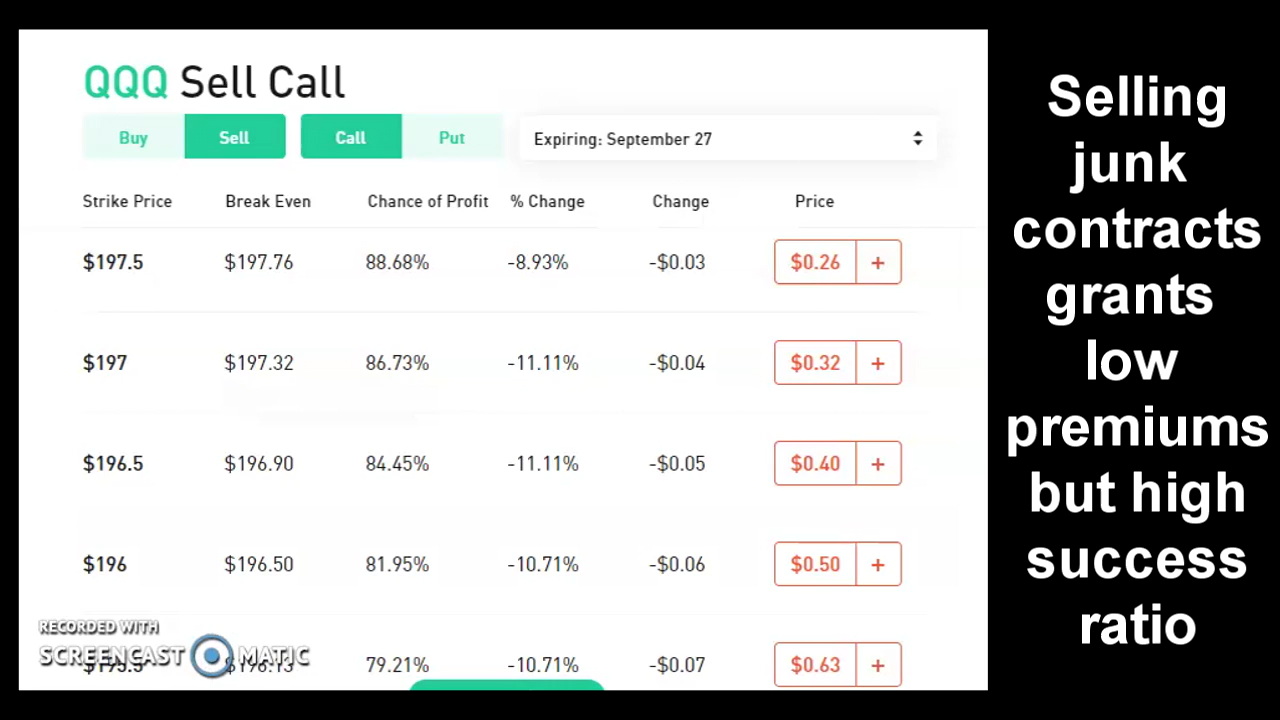 QQQ Sell Call
Buy Sell Call Put Expiring: September 27
Strike Price Break Even Chance of Profit % Change Change Price
$197.5 $197.76 88.68% -8.93% -$0.03 $0.26 +
$197 $197.32 86.73% -11.11% -$0.04 $0.32 +
$196.5 $196.90 84.45% -11.11% -$0.05 $0.40 +
$196 $196.50 81.95% -10.71% -$0.06 $0.50 +
$195.5 $196.13 79.21% -10.71% -$0.07 $0.63 +
RECORDED WITH
SCREENCAST MATIC
Selling
junk
contracts
grants
low
premiums
but high
success
ratio